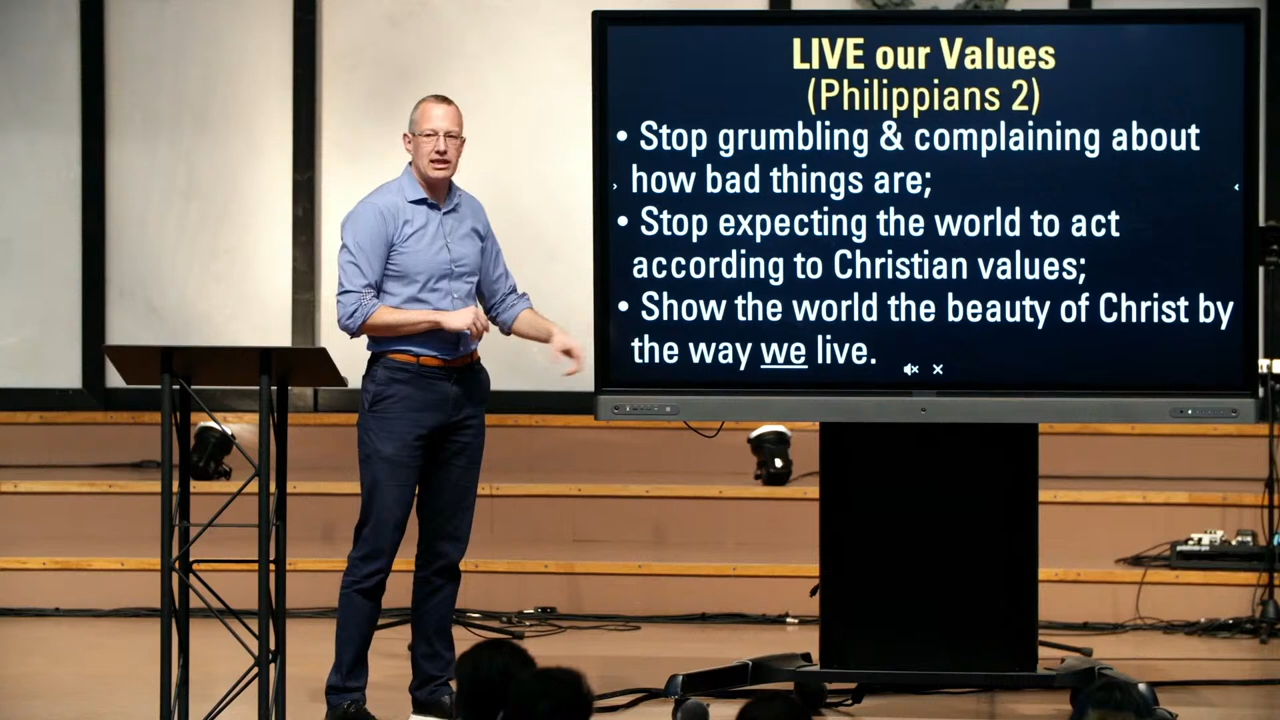 LIVE our Values
(Philippians 2)
• Stop grumbling & complaining about
how bad things are;
• Stop expecting the world to act
according to Christian values;
• Show the world the beauty of Christ by
the way we live.